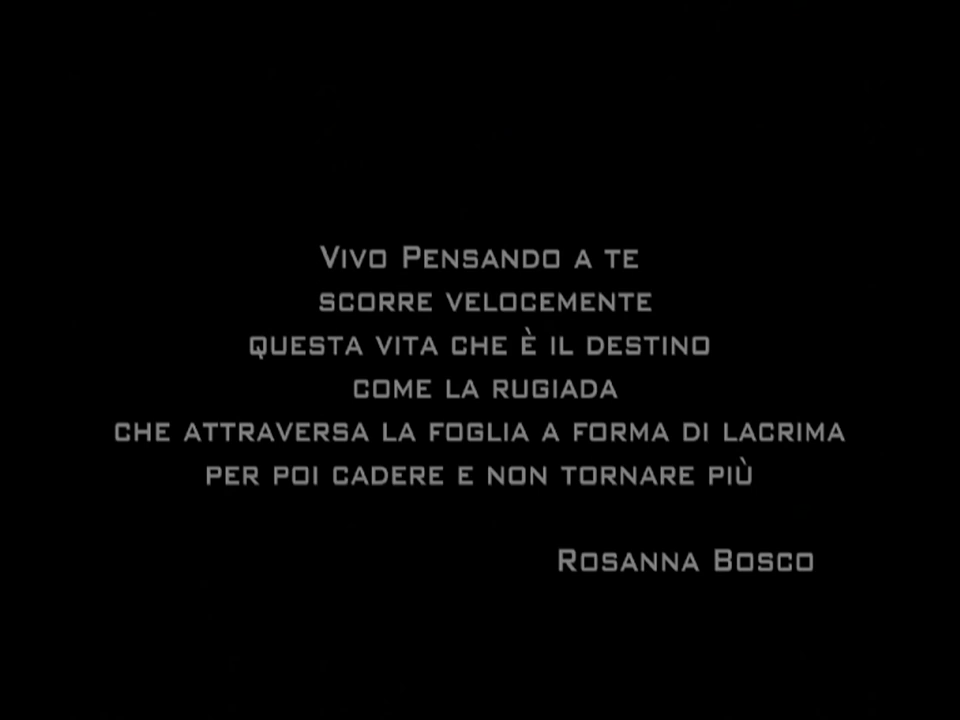 Vivo Pensando a te
scorre velocemente
questa vita che è il destino
come la rugiada
che attraversa la foglia a forma di lacrima
per poi cadere e non tornare più
Rosanna Bosco